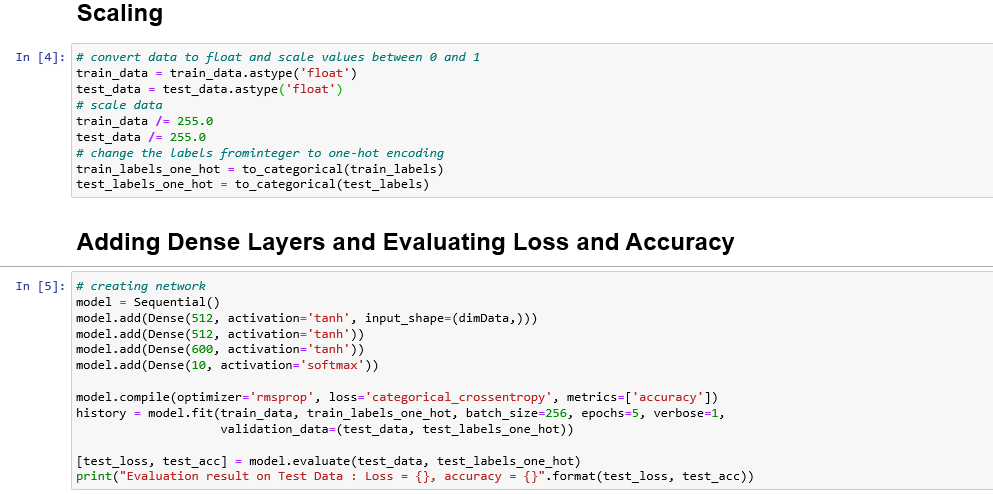 Scaling
In [4]: # convert data to float and scale values between 0 and 1
train_data = train_data.astype('float')
test_data = test_data.astype('float')
# scale data
train_data /= 255.0
test_data /= 255.0
# change the labels frominteger to one-hot encoding
train_labels_one_hot = to_categorical(train_labels)
test_labels_one_hot = to_categorical(test_labels)
Adding Dense Layers and Evaluating Loss and Accuracy
In [5]: # creating network
model = Sequential()
model.add(Dense(512, activation='tanh', input_shape=(dimData,)))
model.add(Dense(512, activation='tanh'))
model.add(Dense(600, activation='tanh'))
model.add(Dense(10, activation='softmax'))
model.compile(optimizer='rmsprop', loss='categorical_crossentropy', metrics=['accuracy'])
history = model.fit(train_data, train_labels_one_hot, batch_size=256, epochs=5, verbose=1,
validation_data=(test_data, test_labels_one_hot))
[test_loss, test_acc] = model.evaluate(test_data, test_labels_one_hot)
print("Evaluation result on Test Data : Loss = {}, accuracy = {}".format(test_loss, test_acc))